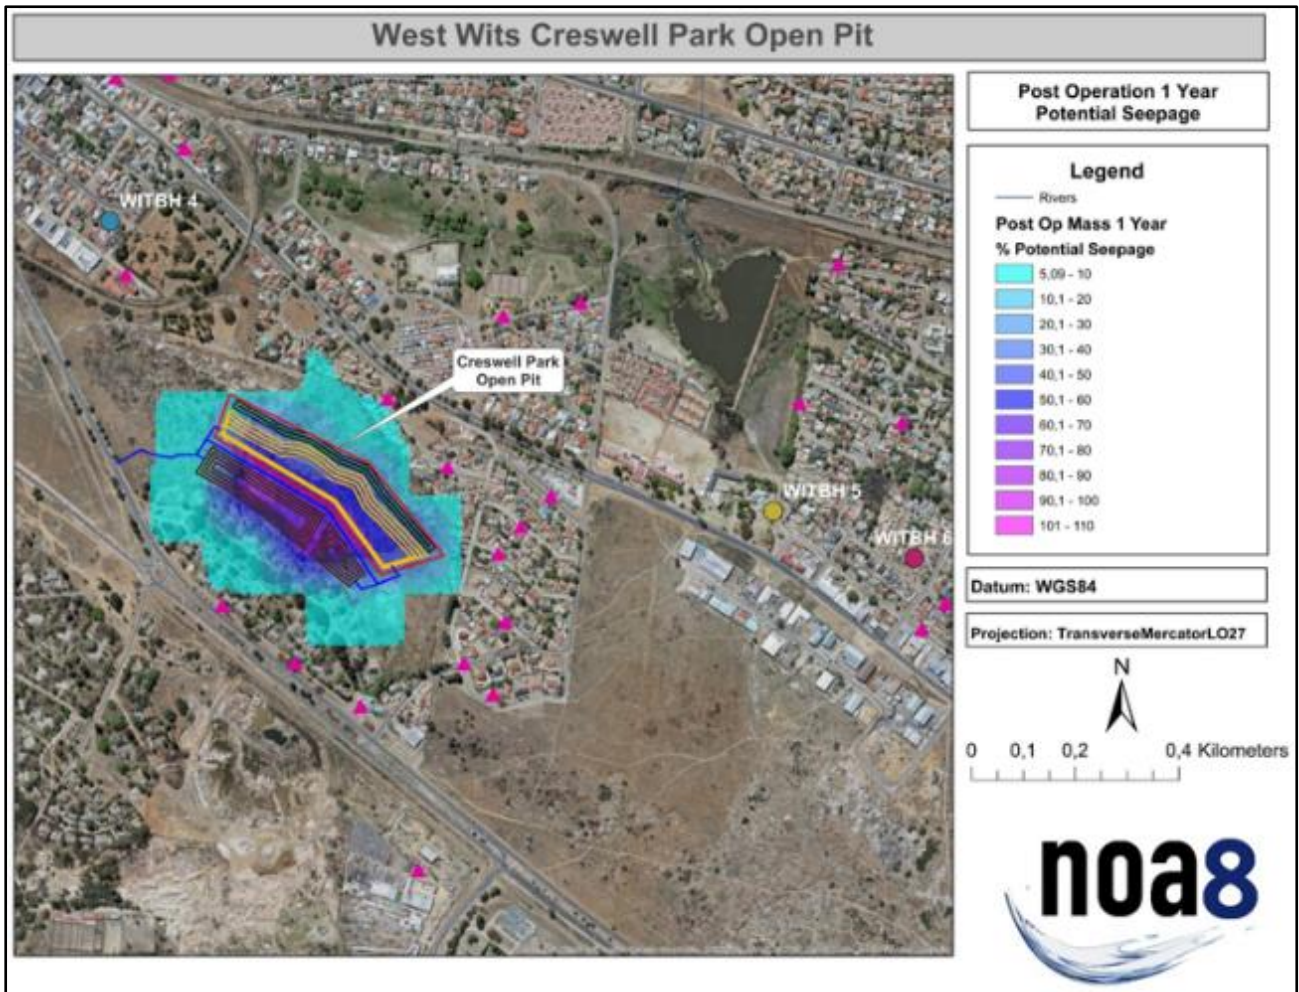 West Wits Creswell Park Open Pit
Post Operation 1 Year
Potential Seepage
Legend
Rivers
Post Op Mass 1 Year
% Potential Seepage
5,09 - 10
10,1 - 20
20,1 - 30
30,1 - 40
40,1 - 50
50,1 - 60
60,1 - 70
70,1 - 80
80,1 - 90
90,1 - 100
101 - 110
WITBH 4
Creswell Park
Open Pit
WITBH 5
WITBH 6
Datum: WGS84
Projection: TransverseMercatorLO27
N
0 0,1 0,2 0,4 Kilometers
noa8